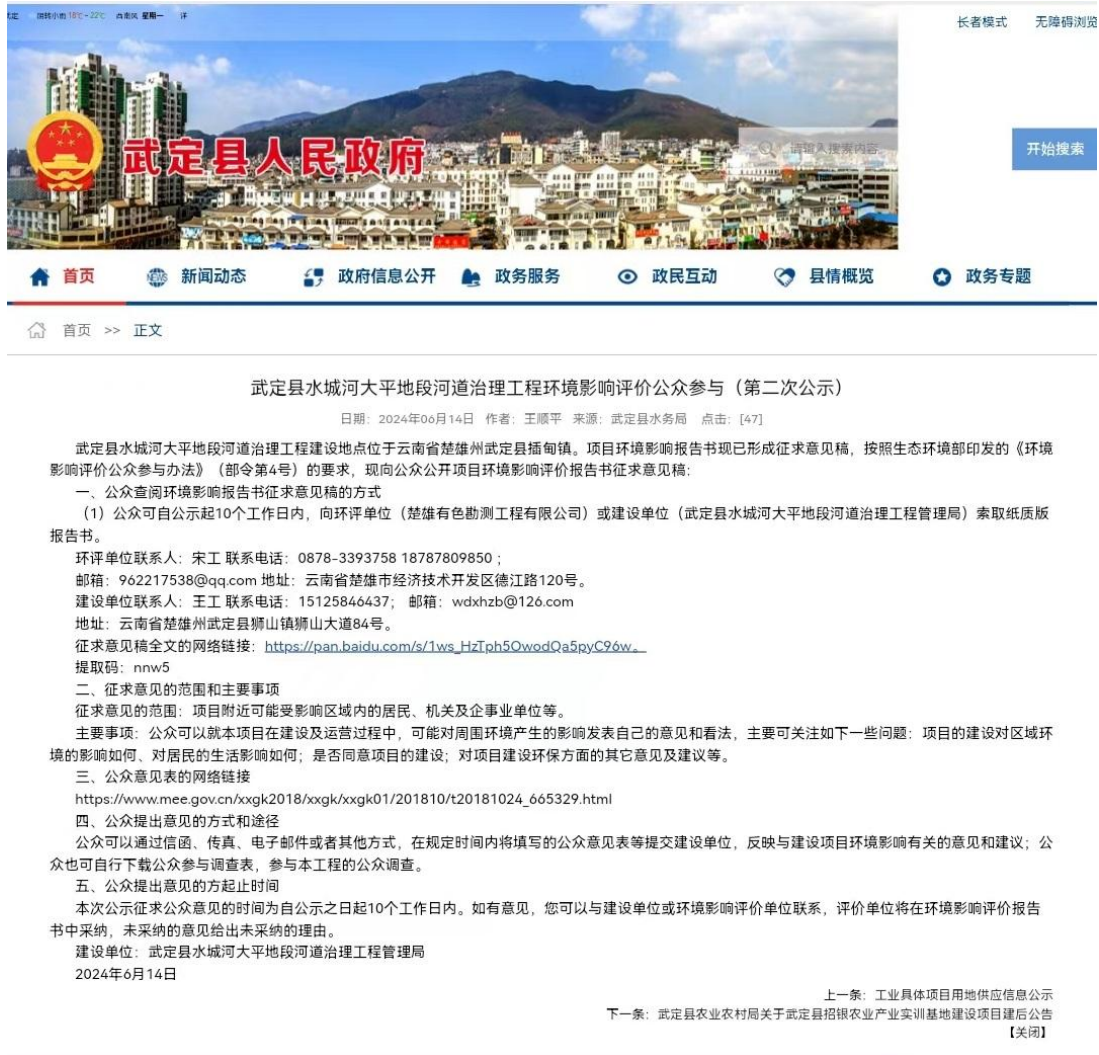 18℃~22℃ 西南风 星期一
长者模式 无障碍浏览
武定县人民政府
请输入搜索内容
开始搜索
首页 新闻动态 政府信息公开 政务服务 政民互动 县情概览 政务专题
首页 >> 正文
武定县水城河大平地段河道治理工程环境影响评价公众参与（第二次公示）
日期：2024年06月14日 作者：王顺平 来源：武定县水务局 点击：[47]
武定县水城河大平地段河道治理工程建设地点位于云南省楚雄州武定县插甸镇。项目环境影响报告书现已形成征求意见稿，按照生态环境部印发的《环境
影响评价公众参与办法》（部令第4号）的要求，现向公众公开项目环境影响评价报告书征求意见稿：
一、公众查阅环境影响报告书征求意见稿的方式
（1）公众可自公示起10个工作日内，向环评单位（楚雄有色勘测工程有限公司）或建设单位（武定县水城河大平地段河道治理工程管理局）索取纸质版
报告书。
环评单位联系人：宋工 联系电话：0878-3393758 18787809850；
邮箱：962217538@qq.com 地址：云南省楚雄市经济技术开发区德江路120号。
建设单位联系人：王工 联系电话：15125846437； 邮箱：wdxhzb@126.com
地址：云南省楚雄州武定县狮山镇狮山大道84号。
征求意见稿全文的网络链接：https://pan.baidu.com/s/1ws_HzTph5OwodQa5pyC96w。
提取码：nnw5
二、征求意见的范围和主要事项
征求意见的范围：项目附近可能受影响区域内的居民、机关及企事业单位等。
主要事项：公众可以就本项目在建设及运营过程中，可能对周围环境产生的影响发表自己的意见和看法，主要可关注如下一些问题：项目的建设对区域环
境的影响如何、对居民的生活影响如何；是否同意项目的建设；对项目建设环保方面的其它意见及建议等。
三、公众意见表的网络链接
https://www.mee.gov.cn/xxgk2018/xxgk/xxgk01/201810/t20181024_665329.html
四、公众提出意见的方式和途径
公众可以通过信函、传真、电子邮件或者其他方式，在规定时间内将填写的公众意见表等提交建设单位，反映与建设项目环境影响有关的意见和建议；公
众也可自行下载公众参与调查表，参与本工程的公众调查。
五、公众提出意见的方起止时间
本次公示征求公众意见的时间为自公示之日起10个工作日内。如有意见，您可以与建设单位或环境影响评价单位联系，评价单位将在环境影响评价报告
书中采纳，未采纳的意见给出未采纳的理由。
建设单位：武定县水城河大平地段河道治理工程管理局
2024年6月14日
上一条：工业具体项目用地供应信息公示
下一条：武定县农业农村局关于武定县招银农业产业实训基地建设项目建后公告
【关闭】